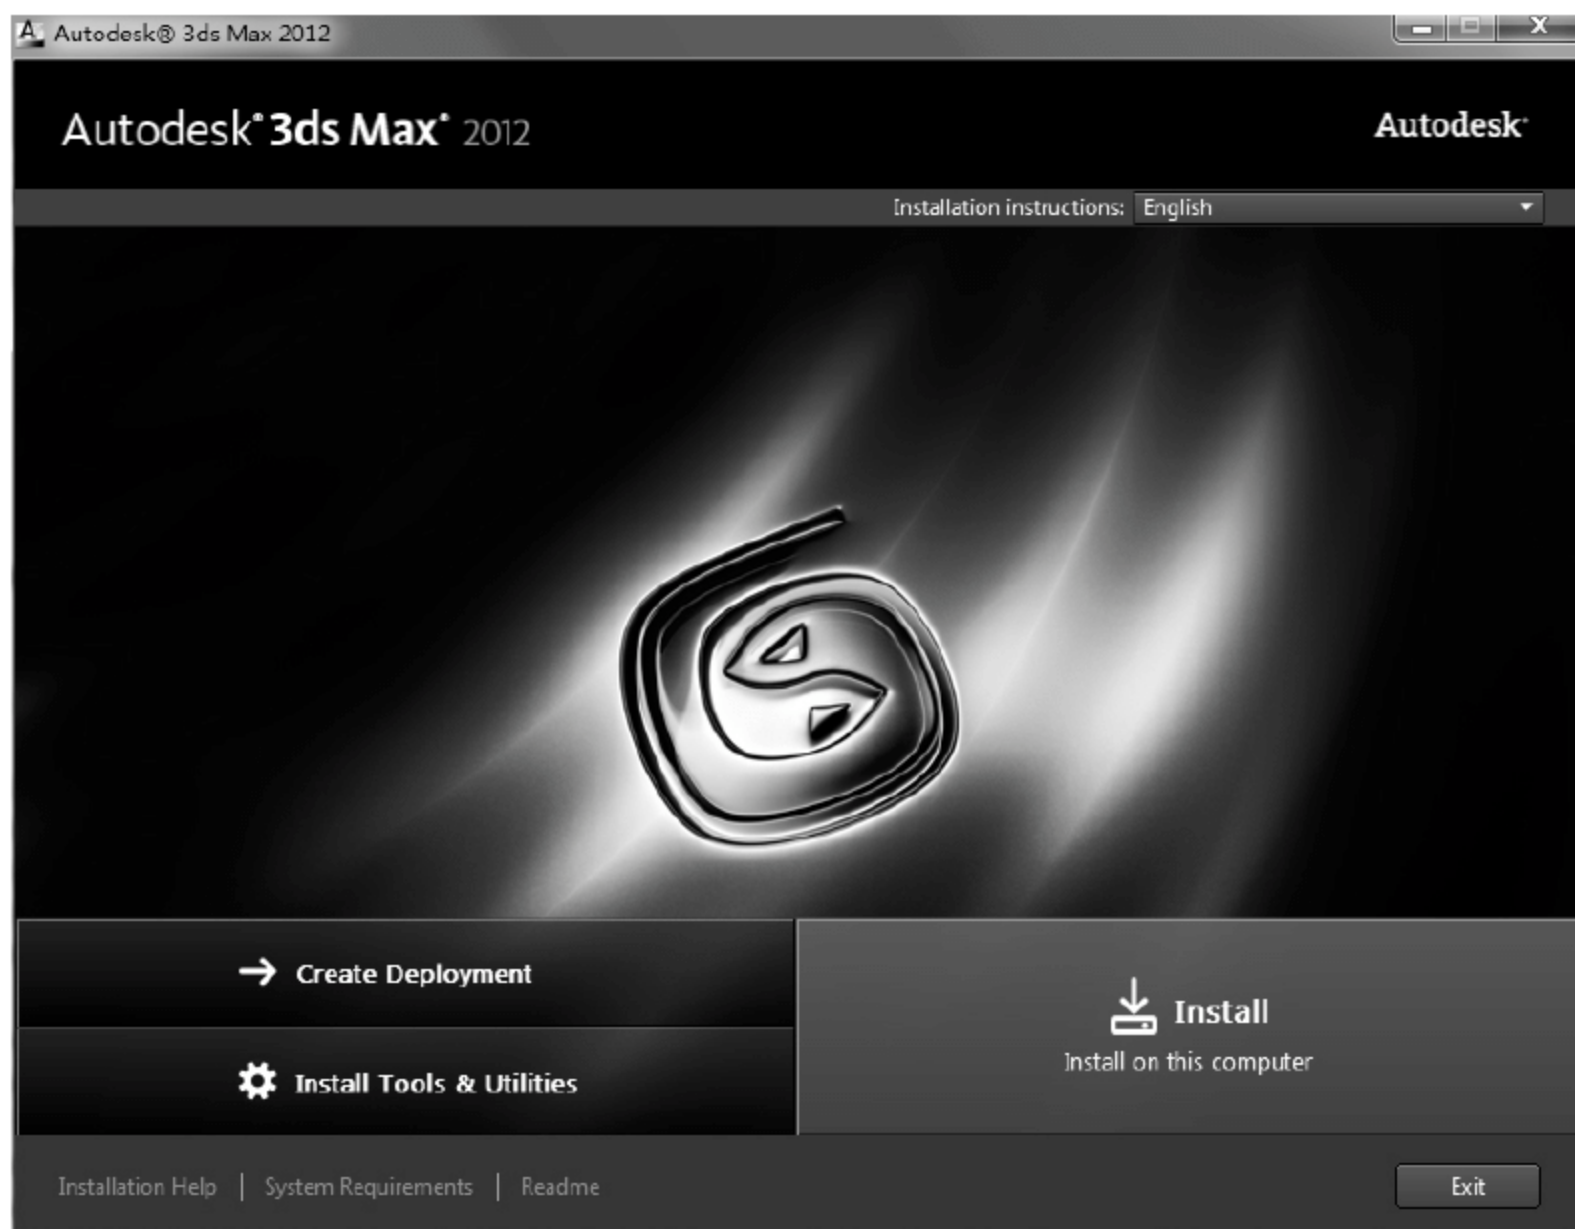 Autodesk® 3ds Max 2012
Autodesk® 3ds Max® 2012
Autodesk®
Installation instructions: English
Create Deployment
Install Tools & Utilities
Install
Install on this computer
Installation Help | System Requirements | Readme
Exit